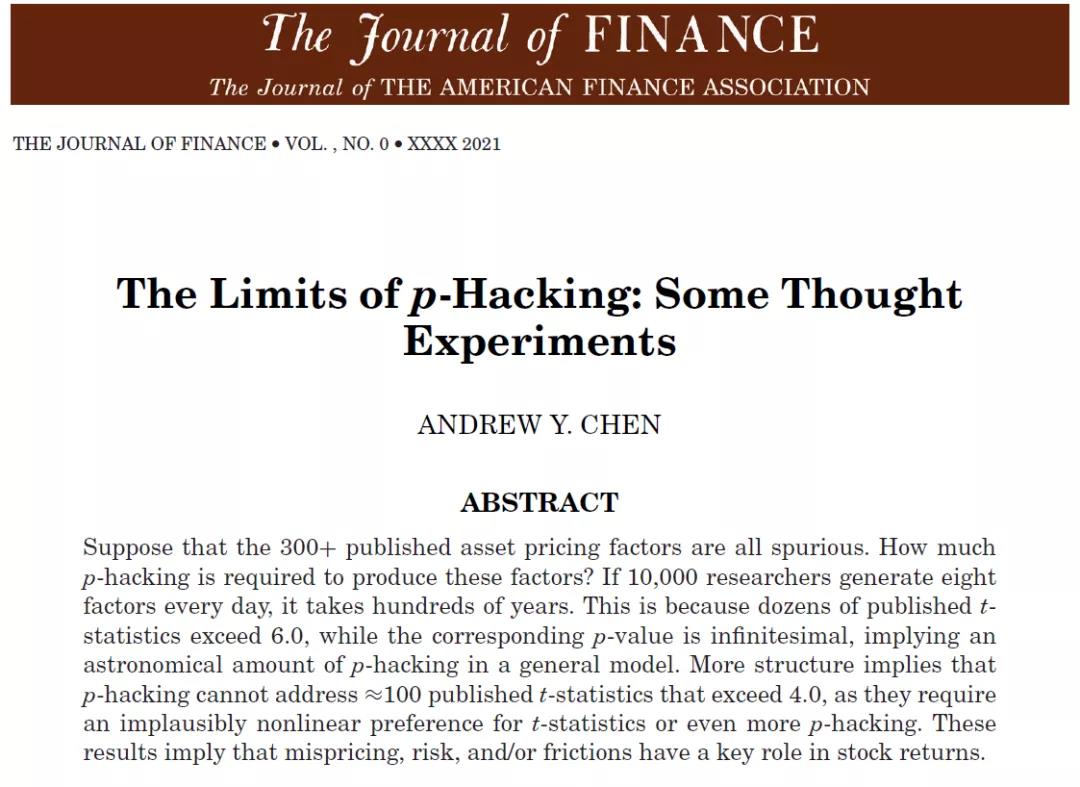 The Journal of FINANCE
The Journal of THE AMERICAN FINANCE ASSOCIATION
THE JOURNAL OF FINANCE • VOL. , NO. 0 • XXXX 2021
The Limits of p-Hacking: Some Thought
Experiments
ANDREW Y. CHEN
ABSTRACT
Suppose that the 300+ published asset pricing factors are all spurious. How much
p-hacking is required to produce these factors? If 10,000 researchers generate eight
factors every day, it takes hundreds of years. This is because dozens of published t-
statistics exceed 6.0, while the corresponding p-value is infinitesimal, implying an
astronomical amount of p-hacking in a general model. More structure implies that
p-hacking cannot address ≈100 published t-statistics that exceed 4.0, as they require
an implausibly nonlinear preference for t-statistics or even more p-hacking. These
results imply that mispricing, risk, and/or frictions have a key role in stock returns.